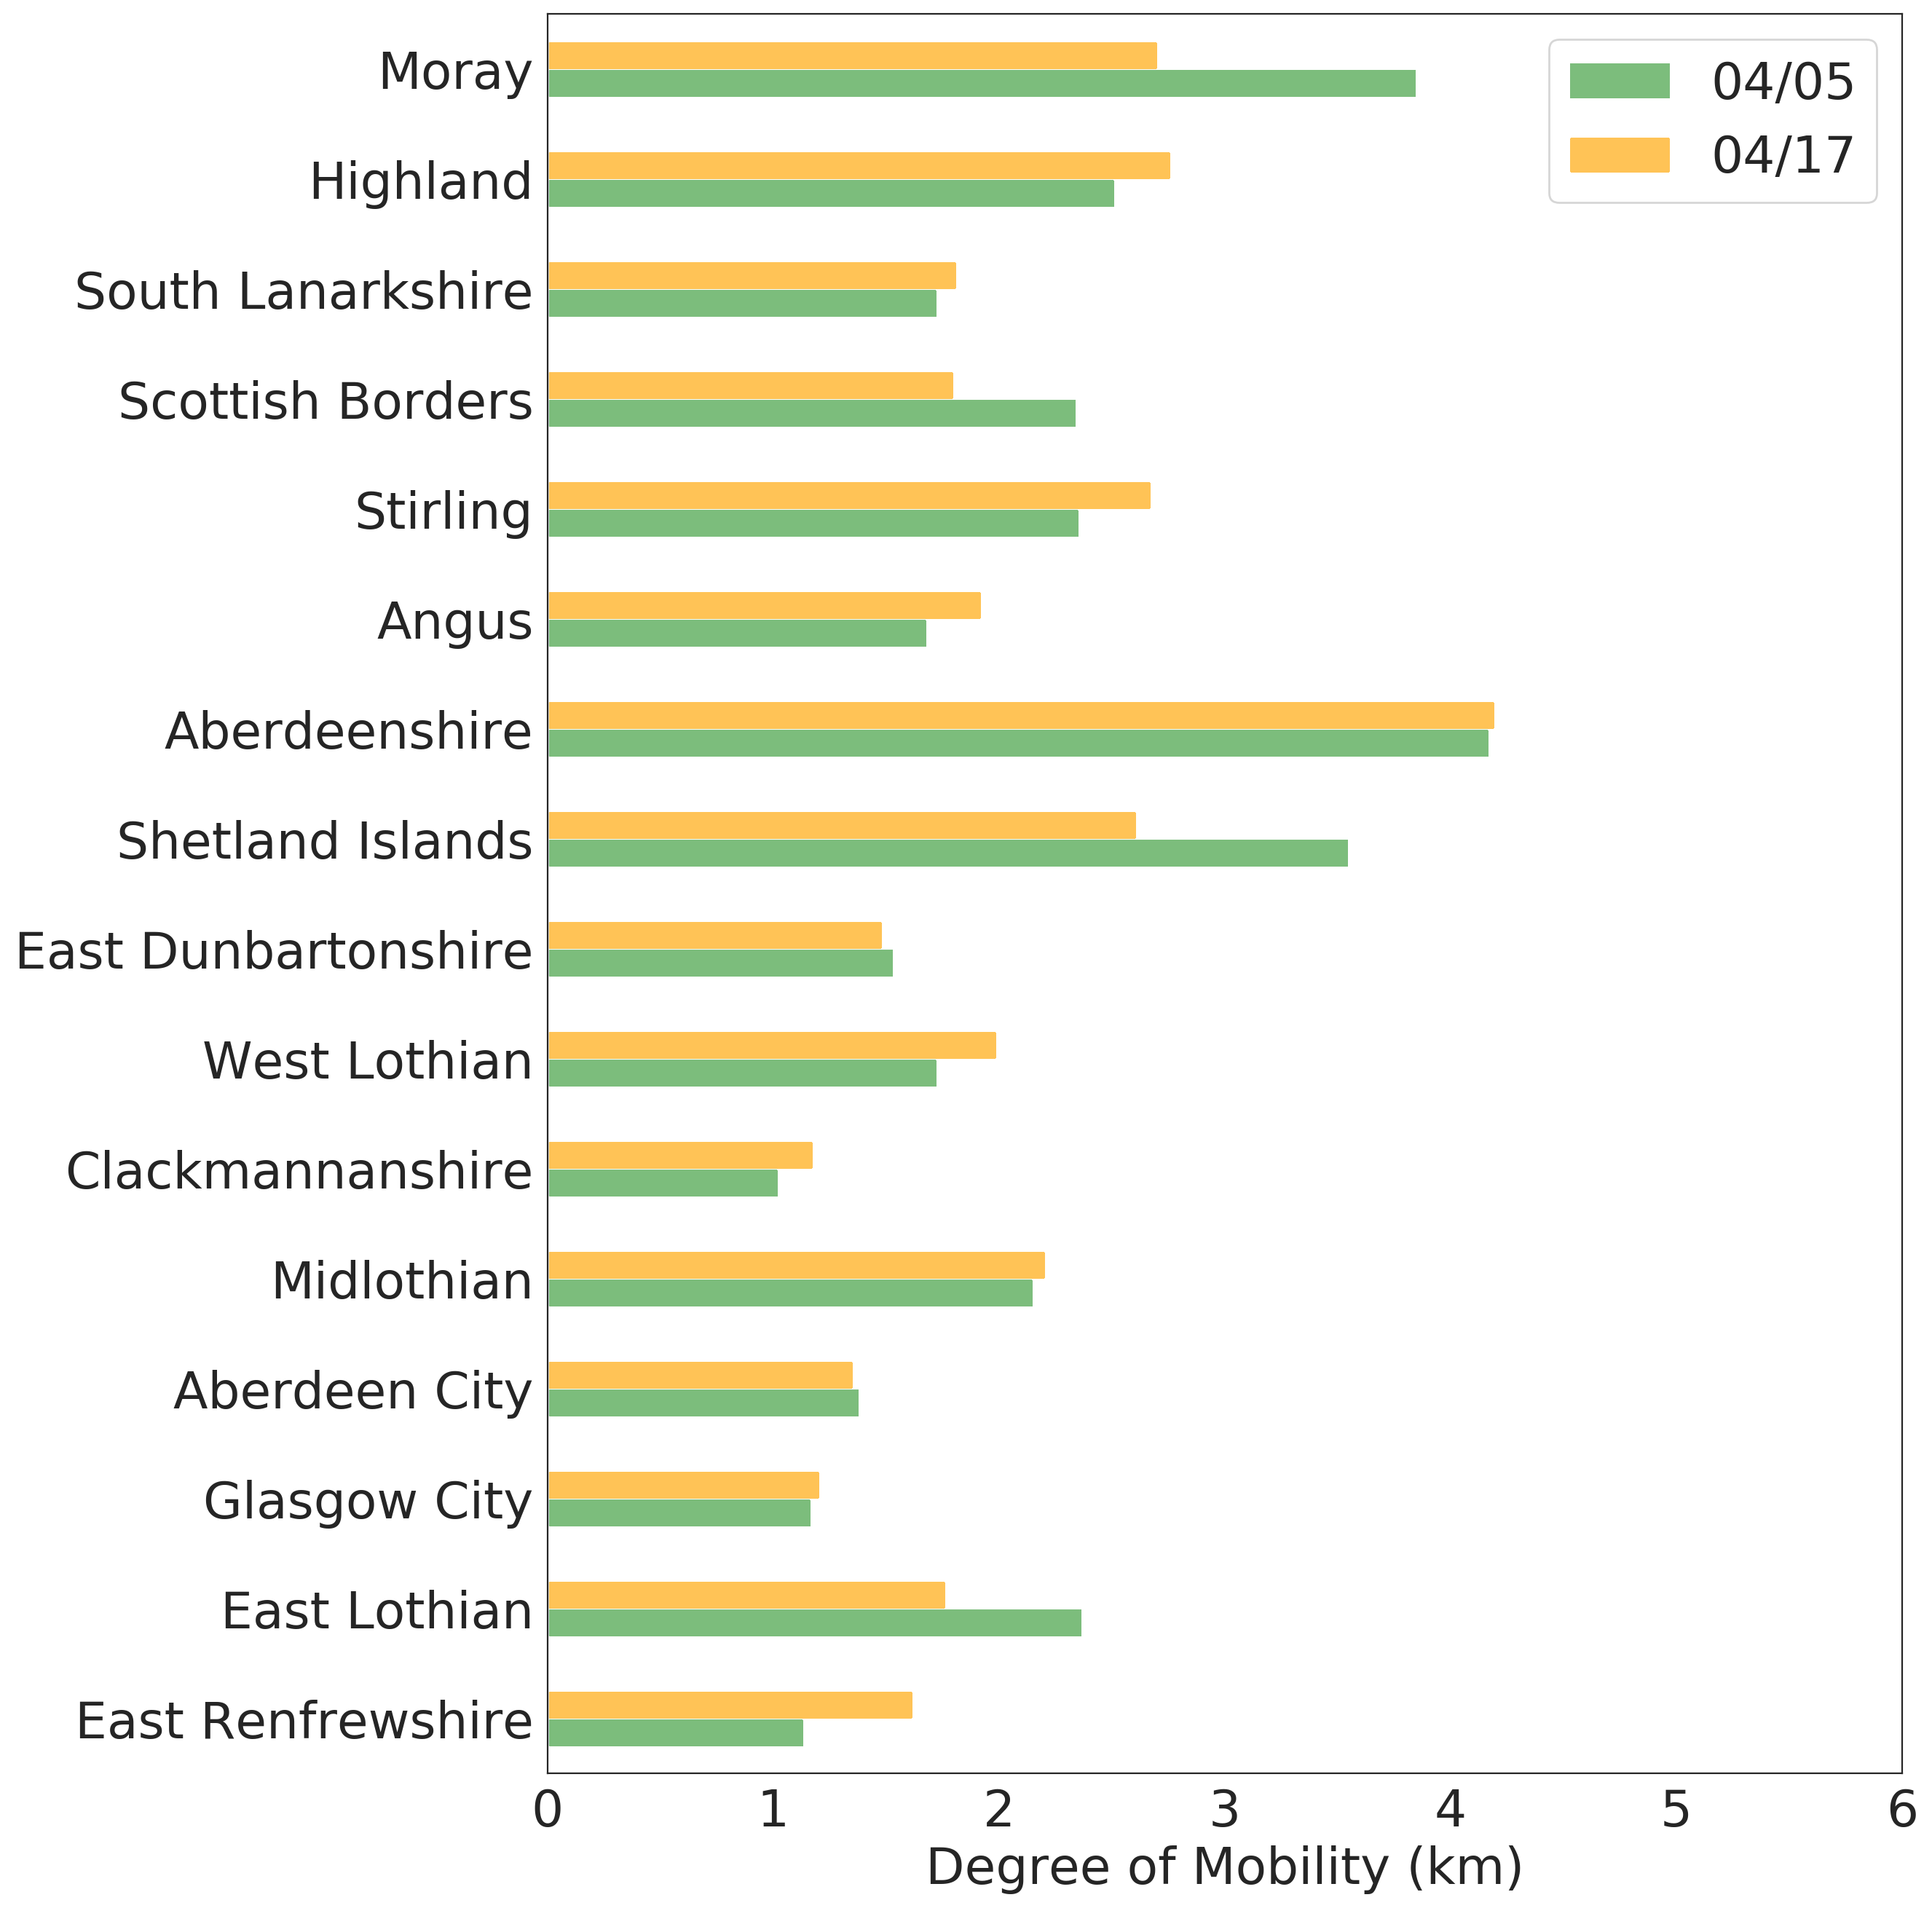 Moray
04/05
04/17
Highland
South Lanarkshire
Scottish Borders
Stirling
Angus
Aberdeenshire
Shetland Islands
East Dunbartonshire
West Lothian
Clackmannanshire
Midlothian
Aberdeen City
Glasgow City
East Lothian
East Renfrewshire
0 1 2 3 4 5 6
Degree of Mobility (km)